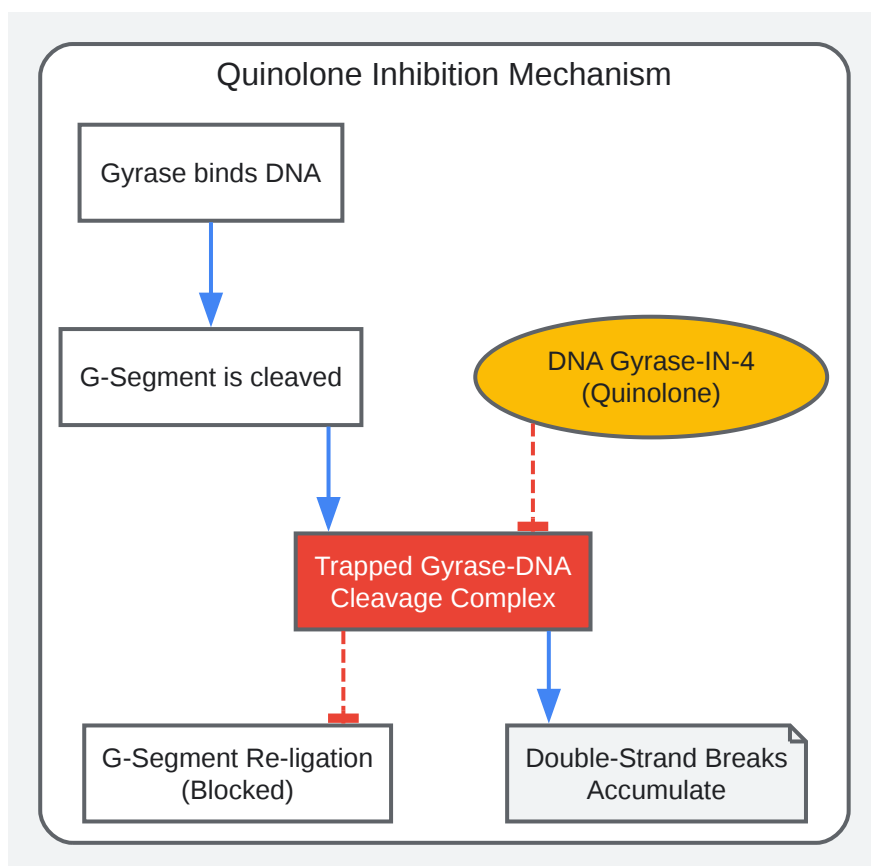 Quinolone Inhibition Mechanism
Gyrase binds DNA
G-Segment is cleaved
DNA Gyrase-IN-4
(Quinolone)
Trapped Gyrase-DNA
Cleavage Complex
G-Segment Re-ligation
(Blocked)
Double-Strand Breaks
Accumulate